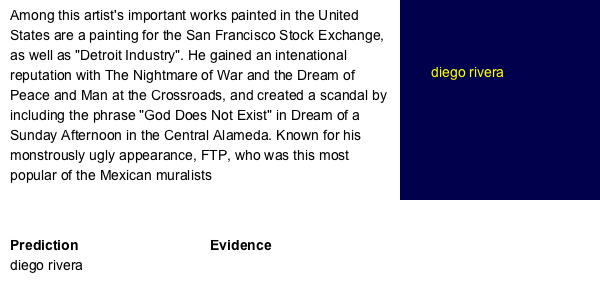 Among this artist's important works painted in the United
States are a painting for the San Francisco Stock Exchange,
as well as "Detroit Industry". He gained an intenational
reputation with The Nightmare of War and the Dream of
Peace and Man at the Crossroads, and created a scandal by
including the phrase "God Does Not Exist" in Dream of a
Sunday Afternoon in the Central Alameda. Known for his
monstrously ugly appearance, FTP, who was this most
popular of the Mexican muralists
diego rivera
Prediction Evidence
diego rivera